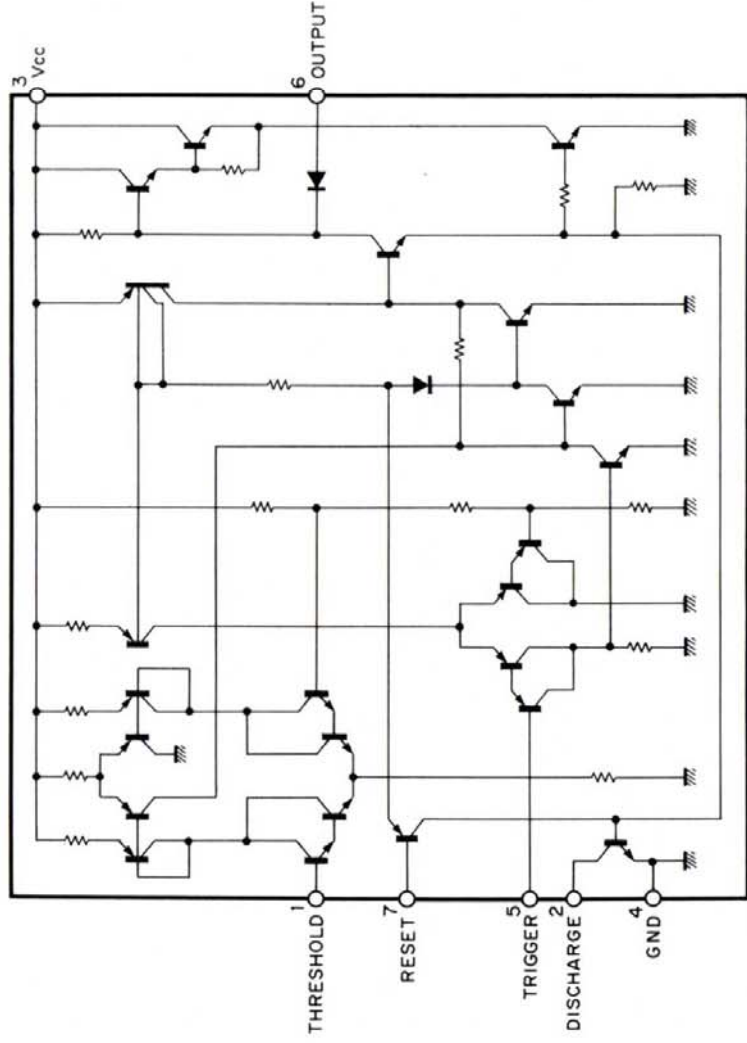 3 Vcc
6 OUTPUT
1 THRESHOLD
7 RESET
5 TRIGGER
2 DISCHARGE
4 GND